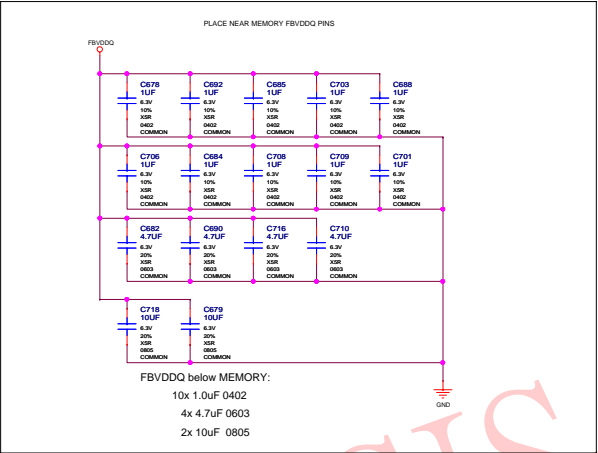 PLACE NEAR MEMORY FBVDDQ PINS
FBVDDQ
C678 C692 C685 C703 C688
1UF 1UF 1UF 1UF 1UF
6.3V 6.3V 6.3V 6.3V 6.3V
10% 10% 10% 10% 10%
X5R X5R X5R X5R X5R
0402 0402 0402 0402 0402
COMMON COMMON COMMON COMMON COMMON
C706 C684 C708 C709 C701
1UF 1UF 1UF 1UF 1UF
6.3V 6.3V 6.3V 6.3V 6.3V
10% 10% 10% 10% 10%
X5R X5R X5R X5R X5R
0402 0402 0402 0402 0402
COMMON COMMON COMMON COMMON COMMON
C682 C690 C716 C710
4.7UF 4.7UF 4.7UF 4.7UF
6.3V 6.3V 6.3V 6.3V
20% 20% 20% 20%
X5R X5R X5R X5R
0603 0603 0603 0603
COMMON COMMON COMMON COMMON
C718 C679
10UF 10UF
6.3V 6.3V
20% 20%
X5R X5R
0805 0805
COMMON COMMON
FBVDDQ below MEMORY:
10x 1.0uF 0402
4x 4.7uF 0603
2x 10uF 0805
GND